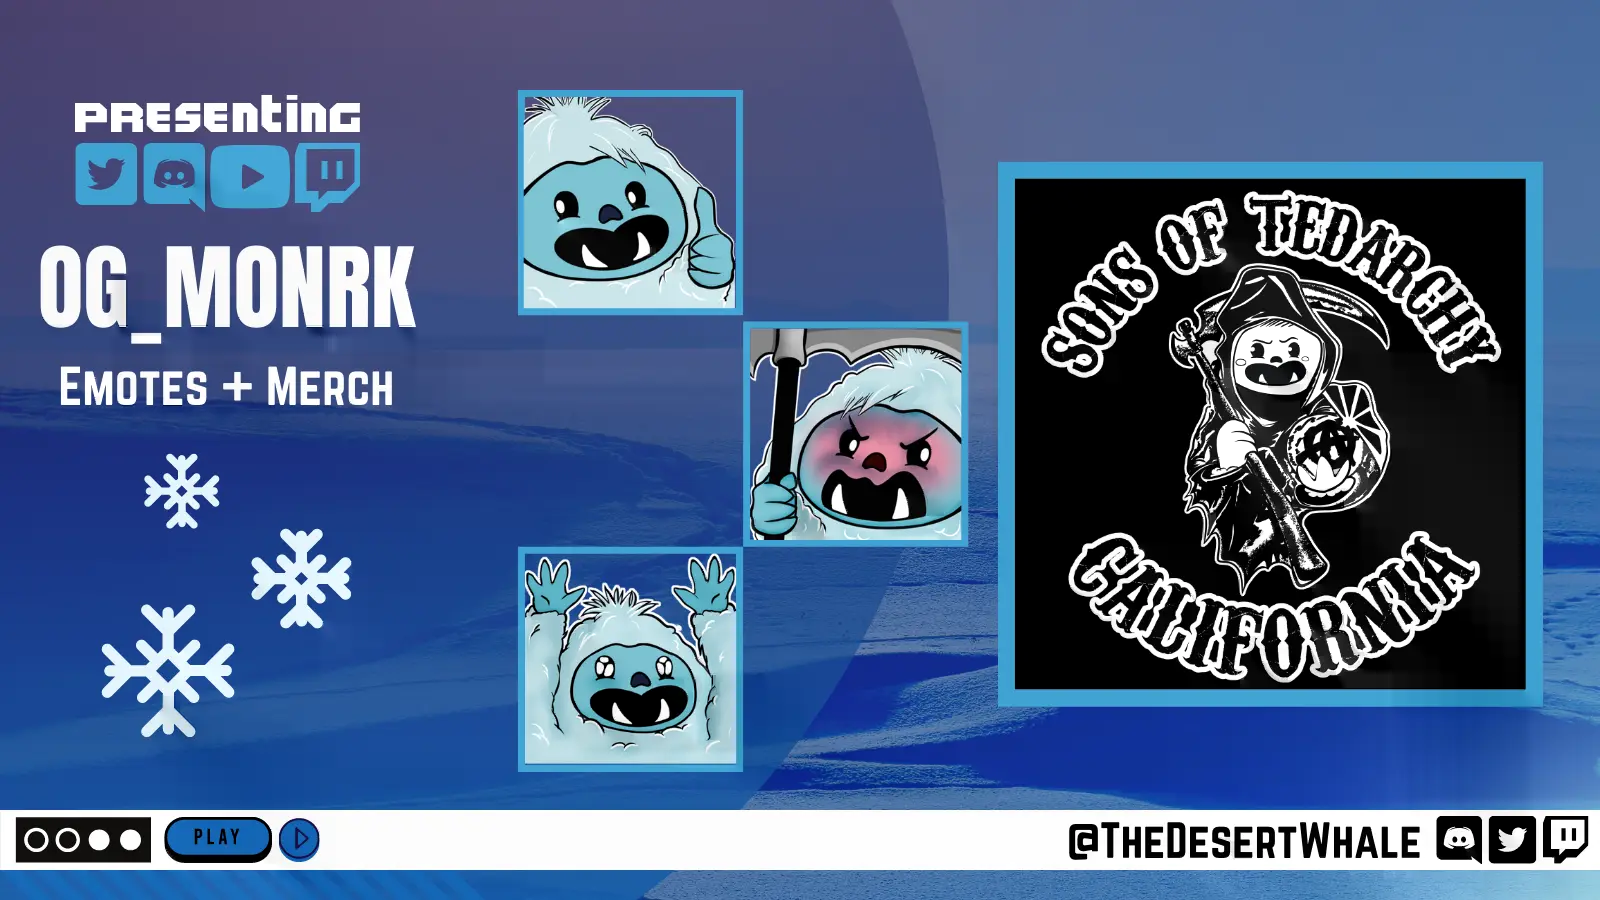 PRESENTING
OG_MONRK
EMOTES + MERCH
SONS OF TEDARCHY
CALIFORNIA
PLAY
@THEDESERTWHALE